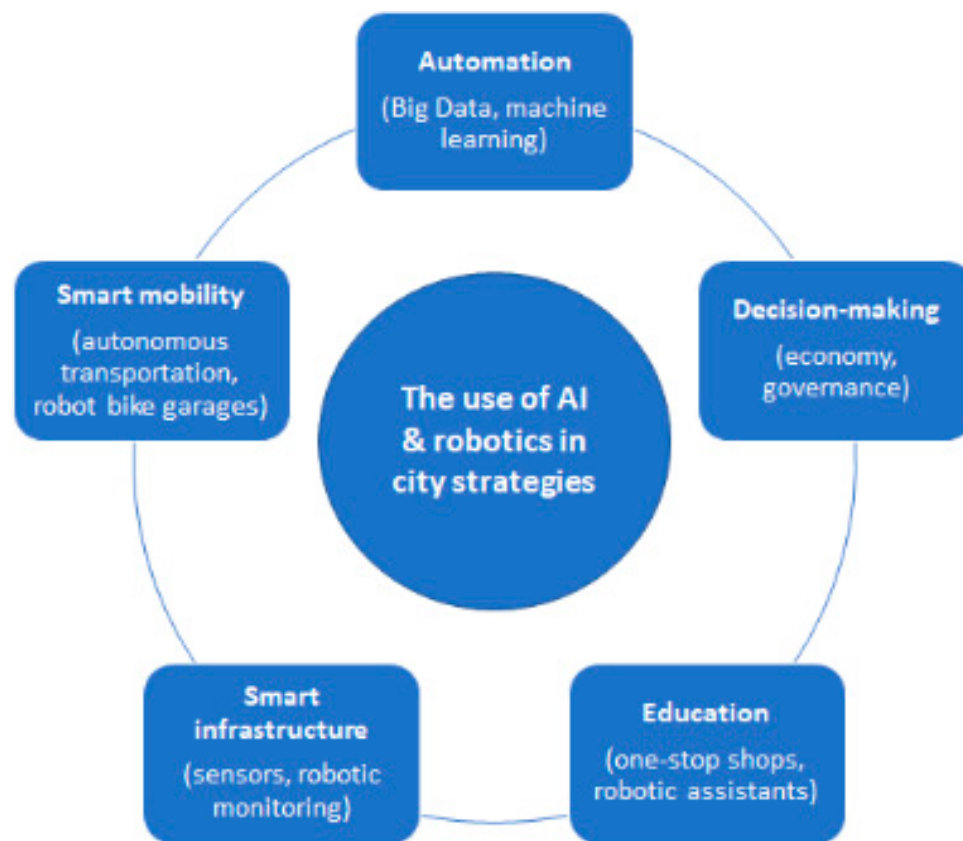 Automation
(Big Data, machine
learning)
Smart mobility
(autonomous
transportation,
robot bike garages)
Decision-making
(economy,
governance)
The use of AI
& robotics in
city strategies
Smart
infrastructure
(sensors, robotic
monitoring)
Education
(one-stop shops,
robotic assistants)